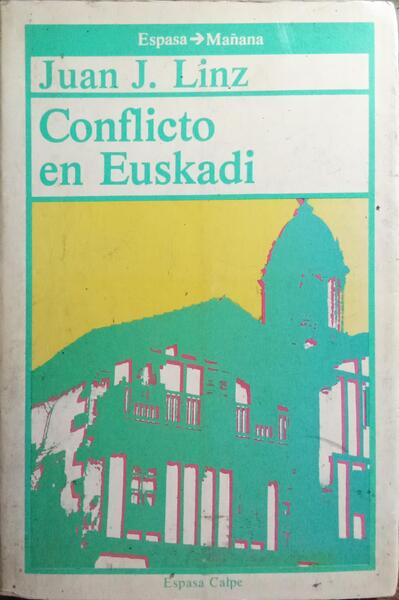 Espasa→Mañana
Juan J. Linz
Conflicto
en Euskadi
Espasa Calpe